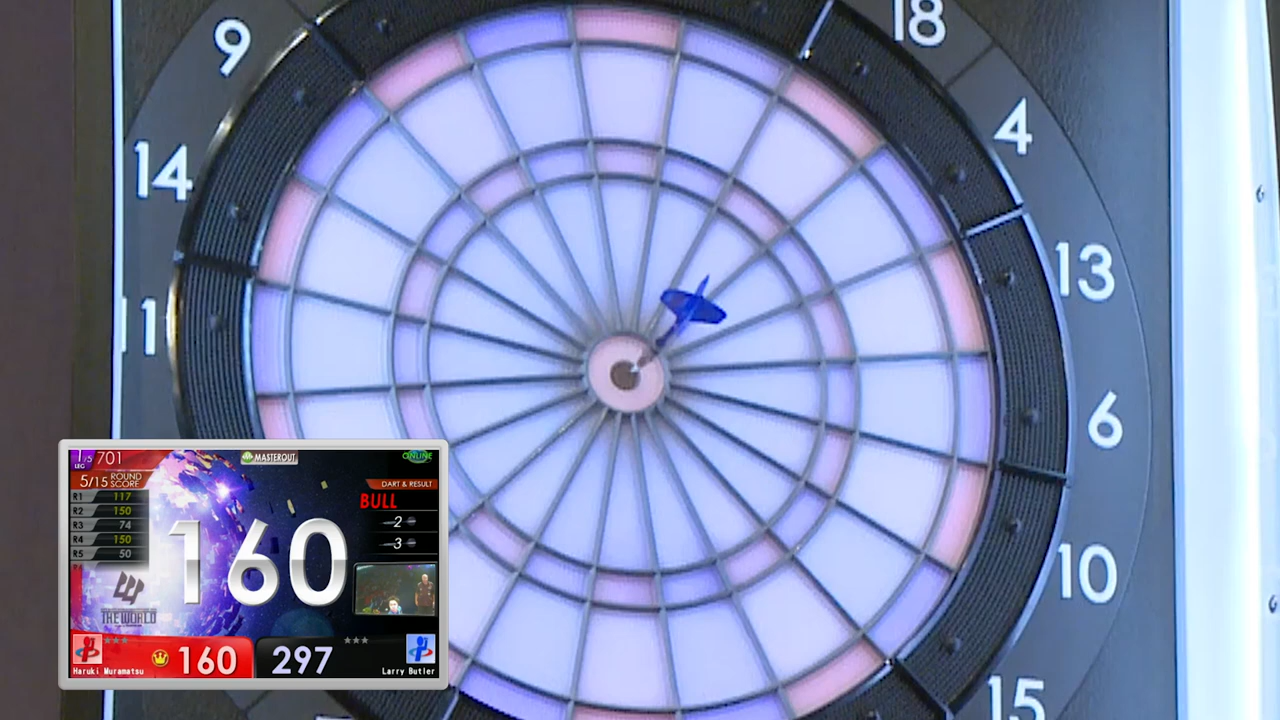 9
18
4
14
13
11
6
10
15
1/5 LEG 701
MASTEROUT
ONLINE
5/15 ROUND SCORE
DART & RESULT
R1 117
BULL
R2 150
2
R3 74
3
R4 150
R5 50
160
THE WORLD
160
297
Haruki Muramatsu
Larry Butler